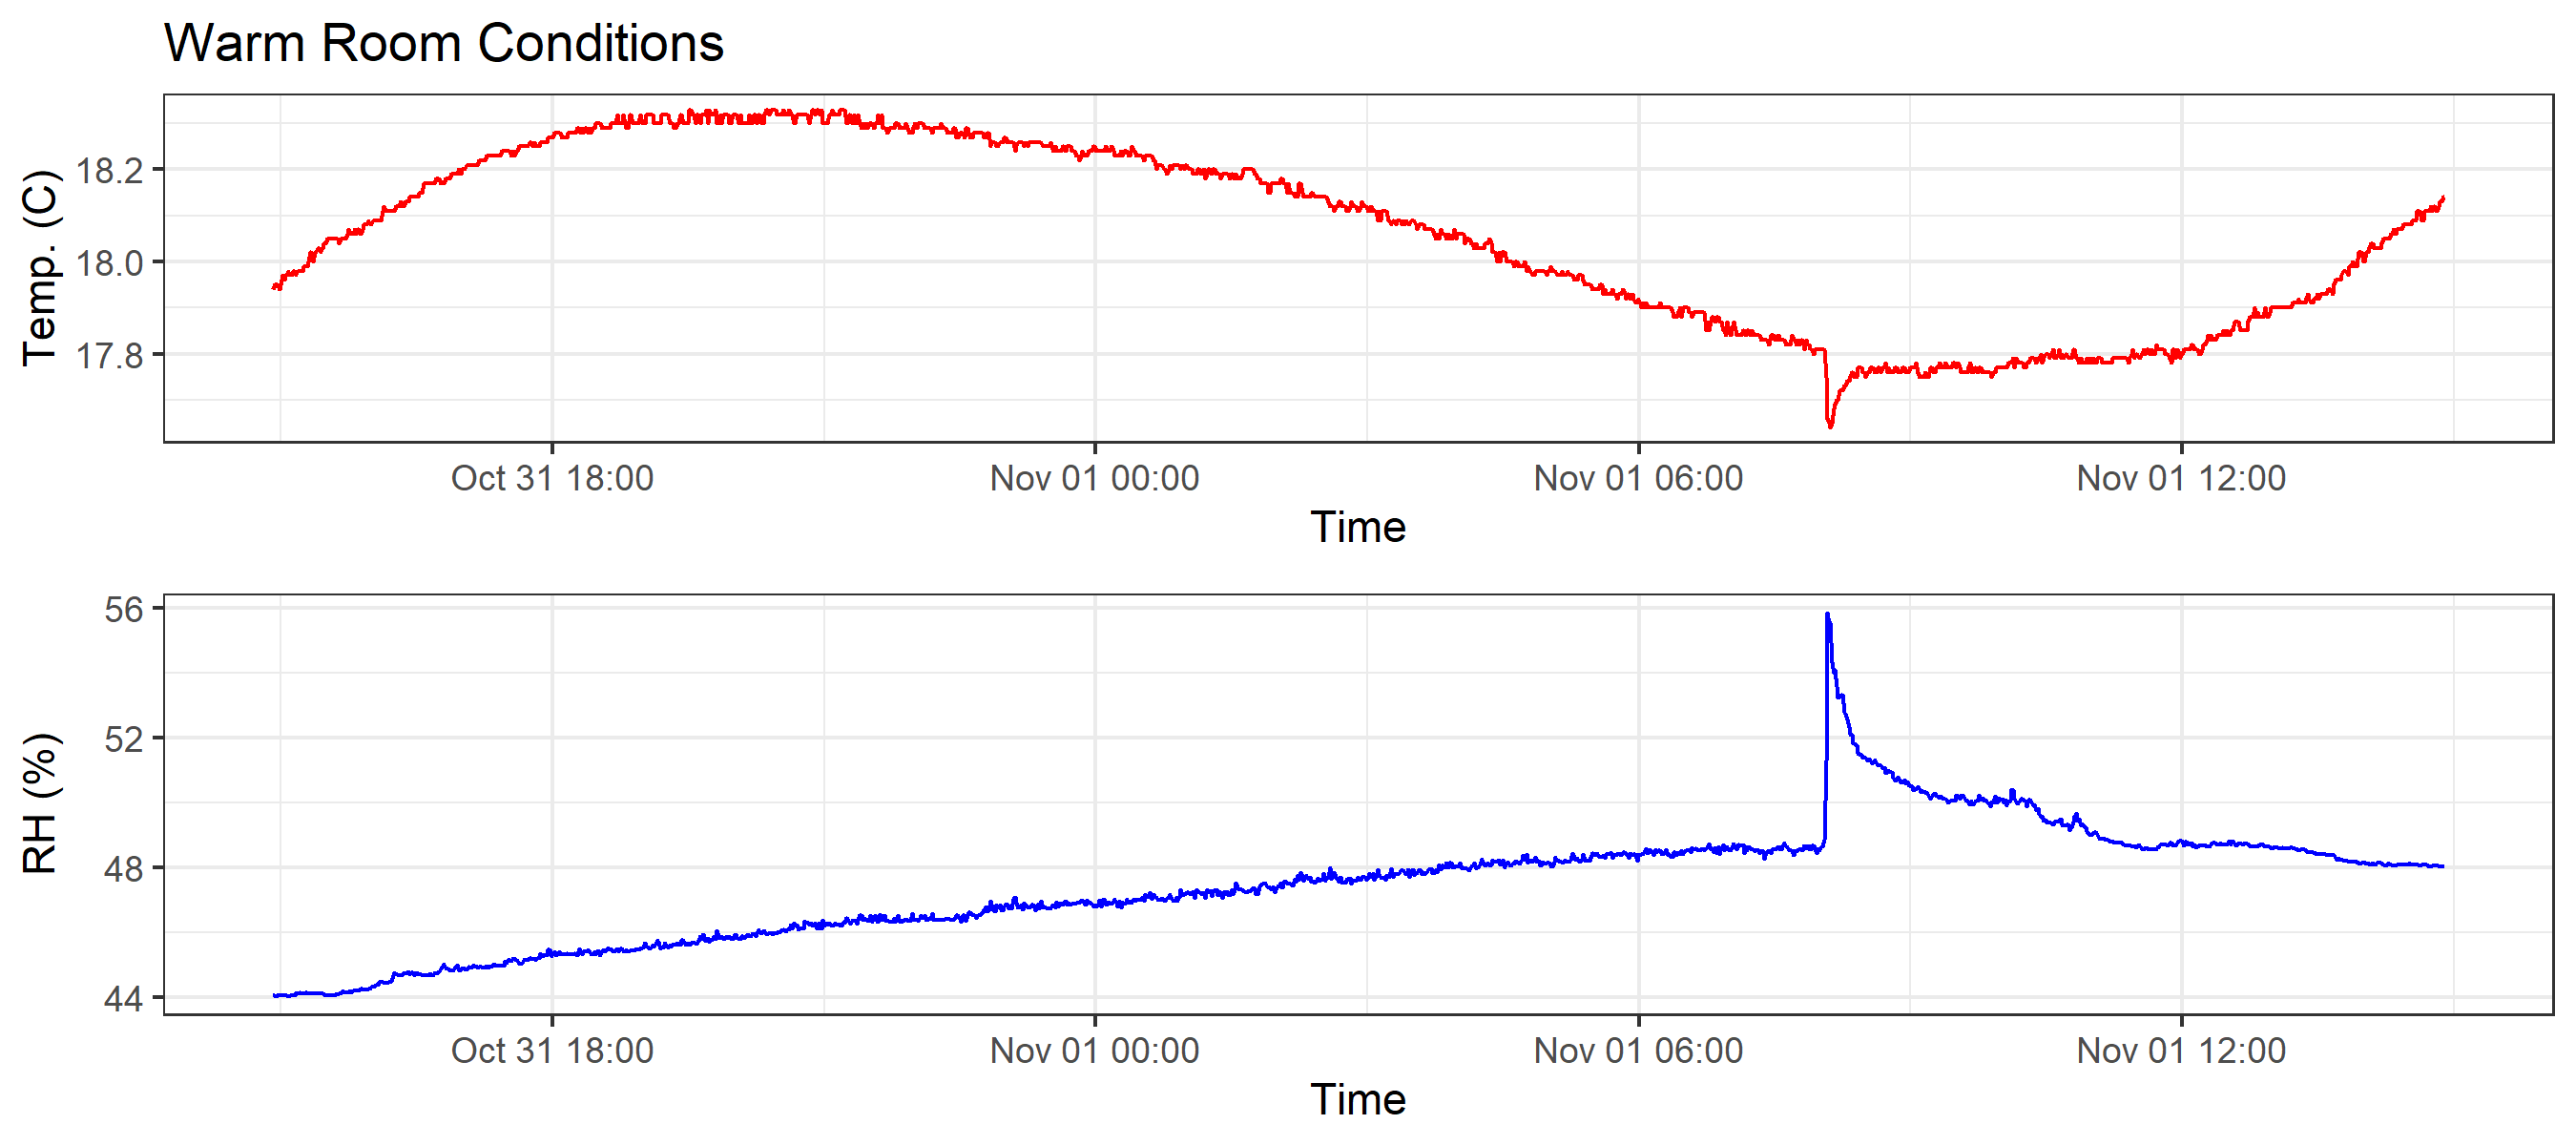 Warm Room Conditions
Temp. (C)
18.2
18.0
17.8
Oct 31 18:00 Nov 01 00:00 Nov 01 06:00 Nov 01 12:00
Time
RH (%)
56
52
48
44
Oct 31 18:00 Nov 01 00:00 Nov 01 06:00 Nov 01 12:00
Time